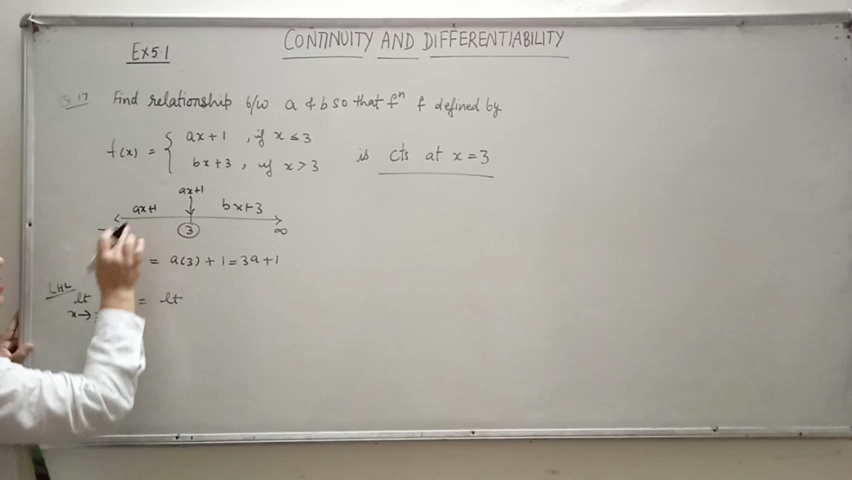 CONTINUITY AND DIFFERENTIABILITY
Ex 5.1
Q 17 Find relationship b/w a & b so that fⁿ f defined by
f(x) = { ax+1 , if x ≤ 3
bx+3 , if x > 3
is cts at x=3
ax+1
ax+1 bx+3
3 ∞
= a(3) + 1 = 3a+1
LHL
lt = lt
x→